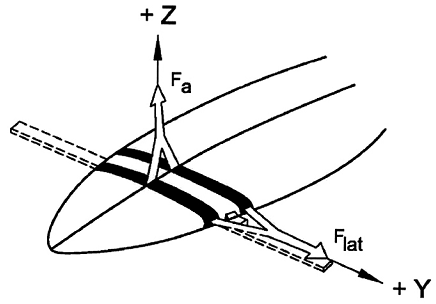 + Z
Fa
Flat
+ Y